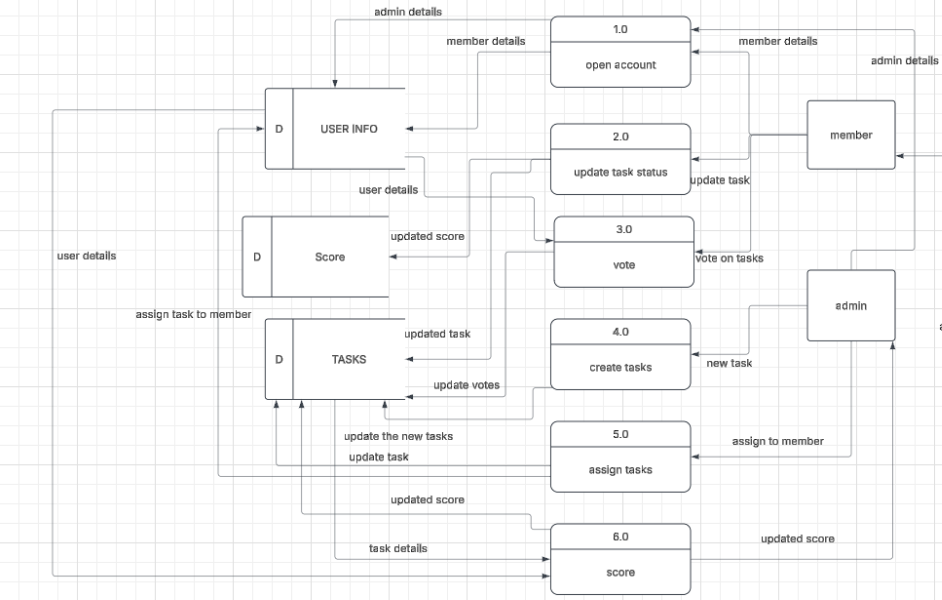 admin details
1.0
member details
member details
open account
admin details
D
USER INFO
2.0
member
update task status
update task
user details
3.0
updated score
D
Score
vote
vote on tasks
user details
assign task to member
admin
updated task
4.0
D
TASKS
create tasks
new task
update votes
update the new tasks
5.0
assign to member
update task
assign tasks
updated score
6.0
updated score
task details
score